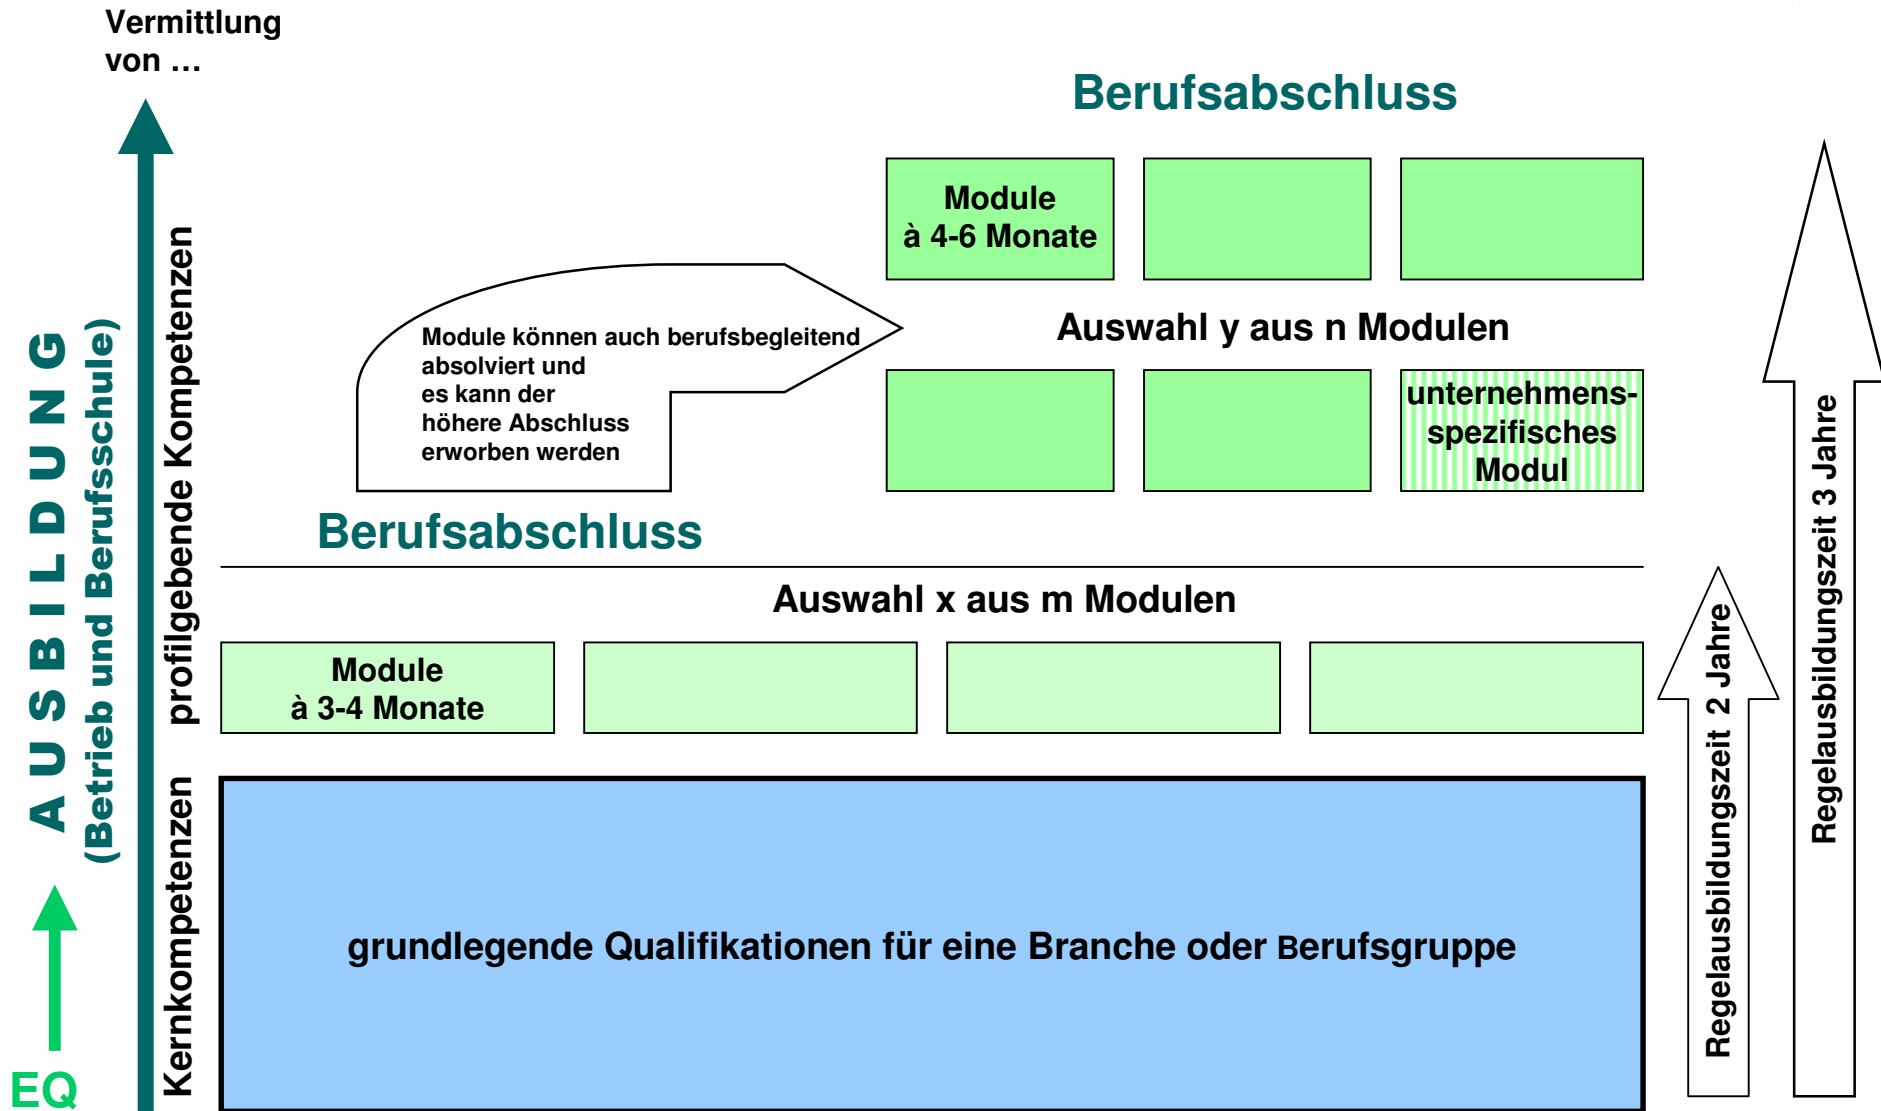 Vermittlung
von ...
Berufsabschluss
Module
à 4-6 Monate
Auswahl y aus n Modulen
Module können auch berufsbegleitend
absolviert und
es kann der
höhere Abschluss
erworben werden
unternehmens-
spezifisches
Modul
Berufsabschluss
Auswahl x aus m Modulen
Module
à 3-4 Monate
grundlegende Qualifikationen für eine Branche oder Berufsgruppe
AUSBILDUNG
(Betrieb und Berufsschule)
profilgebende Kompetenzen
Kernkompetenzen
EQ
Regelausbildungszeit 2 Jahre
Regelausbildungszeit 3 Jahre